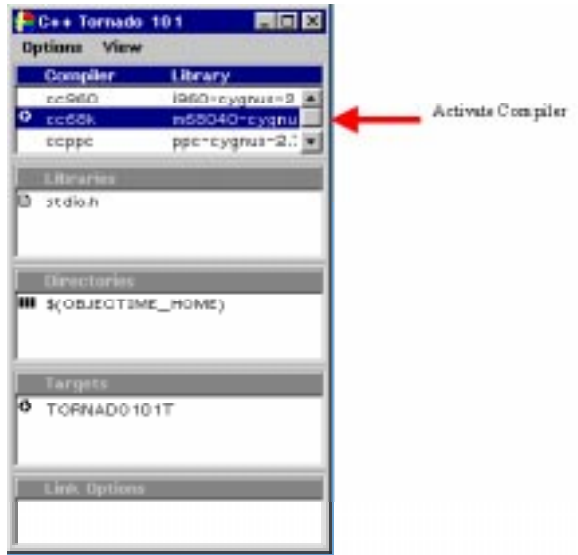 C++ Tornado 101
Options View
Compiler Library
cc960 i960-cygnus-2
cc68k m68040-cygnu
ccppc ppc-cygnus-2.
Activate Compiler
Libraries
stdio.h
Directories
$(OBJECTIME_HOME)
Targets
TORNADO101T
Link Options